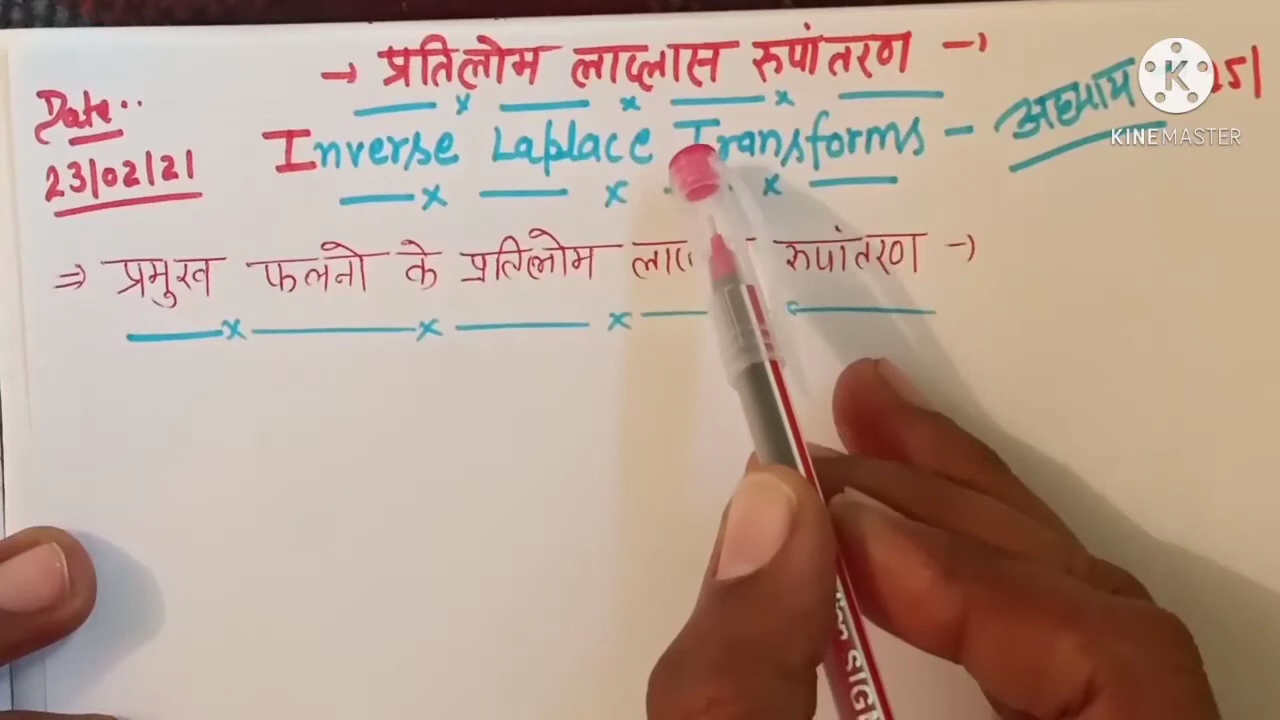 → प्रतिलोम लाप्लास रुपांतरण →
Date..
23/02/21
Inverse Laplace Transforms - अध्याय
K
KINEMASTER
⇒ प्रमुख फलनो के प्रतिलोम रुपांतरण →